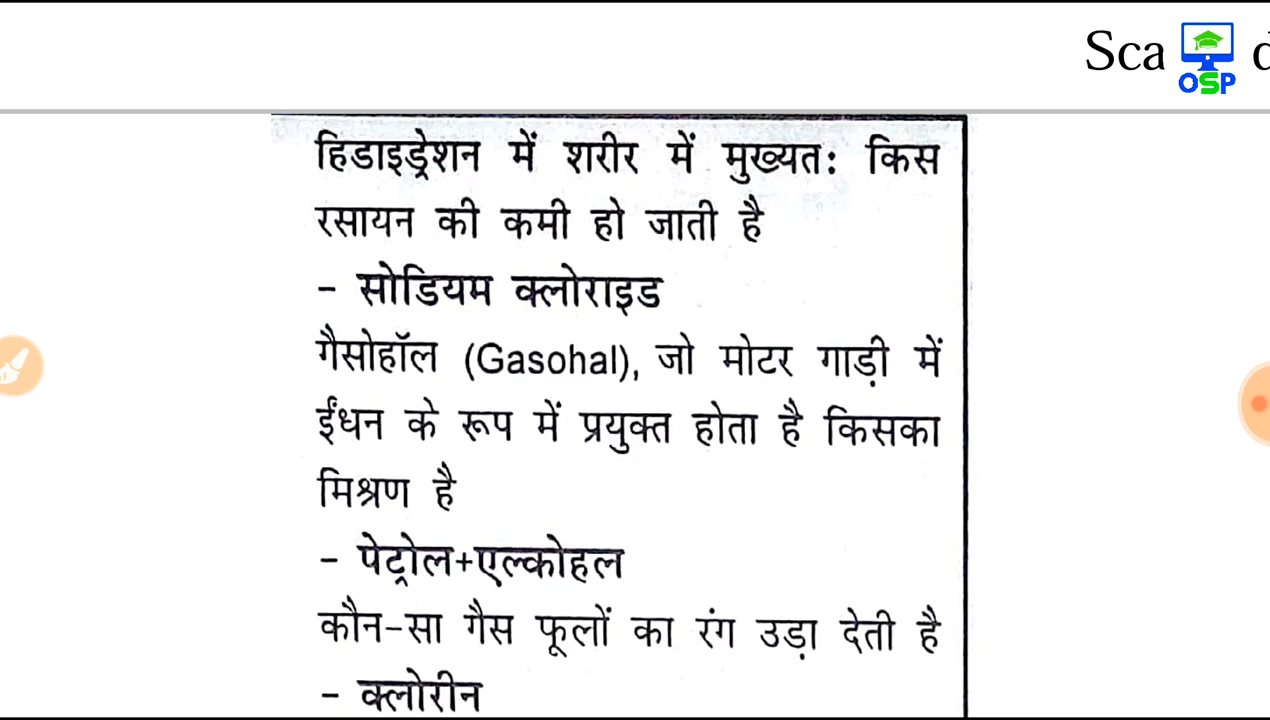 Sca
OSP
d
हिडाइड्रेशन में शरीर में मुख्यतः किस
रसायन की कमी हो जाती है
- सोडियम क्लोराइड
गैसोहॉल (Gasohal), जो मोटर गाड़ी में
ईंधन के रूप में प्रयुक्त होता है किसका
मिश्रण है
- पेट्रोल+एल्कोहल
कौन-सा गैस फूलों का रंग उड़ा देती है
- क्लोरीन